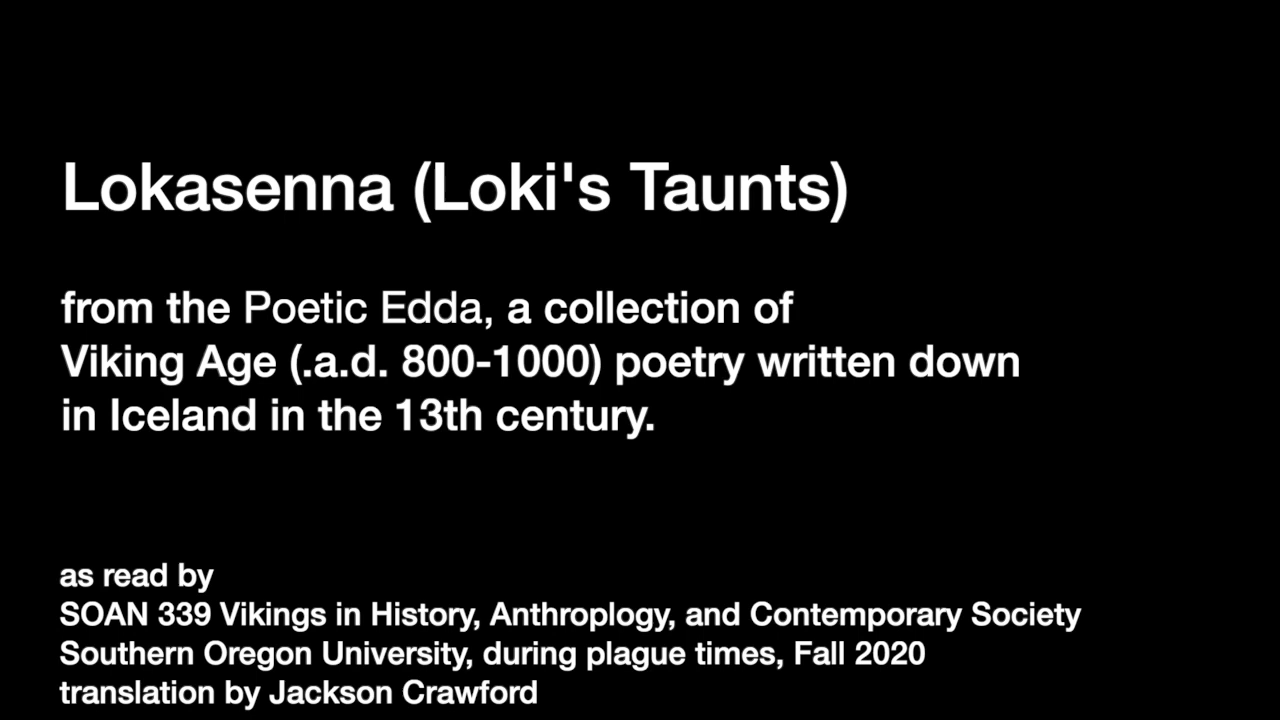 Lokasenna (Loki's Taunts)
from the Poetic Edda, a collection of
Viking Age (.a.d. 800-1000) poetry written down
in Iceland in the 13th century.
as read by
SOAN 339 Vikings in History, Anthroplogy, and Contemporary Society
Southern Oregon University, during plague times, Fall 2020
translation by Jackson Crawford